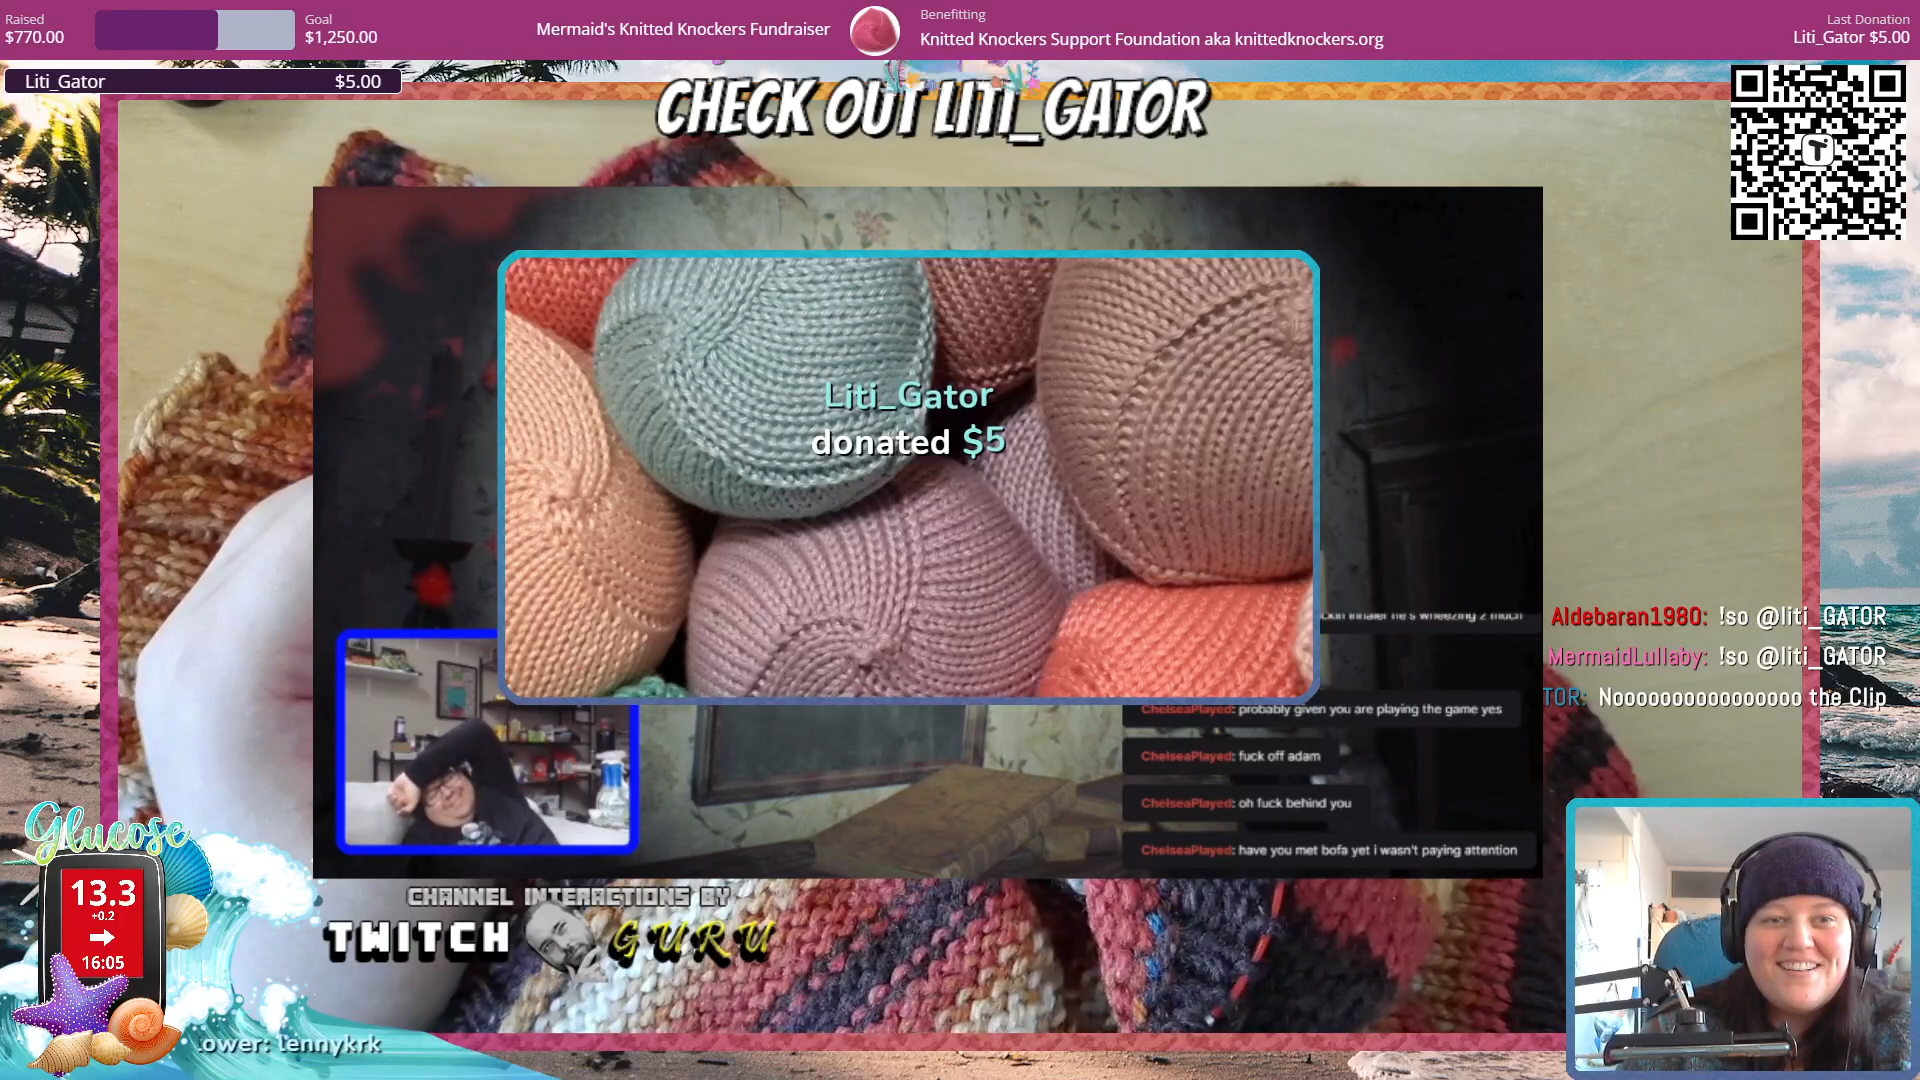 Raised
$770.00
Goal
$1,250.00
Mermaid's Knitted Knockers Fundraiser
Benefitting
Knitted Knockers Support Foundation aka knittedknockers.org
Last Donation
Liti_Gator $5.00
Liti_Gator $5.00
CHECK OUT LITI_GATOR
T
Liti_Gator
donated $5
he's wheezing 2 much
Aldebaran1980: !so @liti_GATOR
MermaidLullaby: !so @liti_GATOR
TOR: Noooooooooooooooo the Clip
ChelseaPlayed: probably given you are playing the game yes
ChelseaPlayed: fuck off adam
ChelseaPlayed: oh fuck behind you
ChelseaPlayed: have you met bofa yet i wasn't paying attention
Glucose
13.3
+0.2
16:05
CHANNEL INTERACTIONS BY
TWITCH GURU
ower: lennykrk